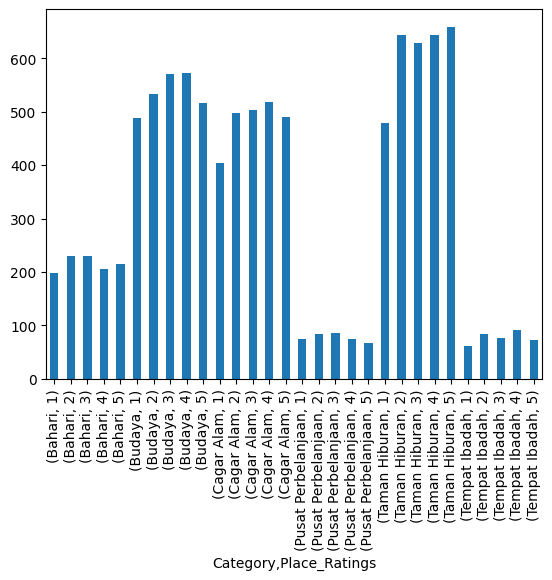 600
500
400
300
200
100
0
(Bahari, 1)
(Bahari, 2)
(Bahari, 3)
(Bahari, 4)
(Bahari, 5)
(Budaya, 1)
(Budaya, 2)
(Budaya, 3)
(Budaya, 4)
(Budaya, 5)
(Cagar Alam, 1)
(Cagar Alam, 2)
(Cagar Alam, 3)
(Cagar Alam, 4)
(Cagar Alam, 5)
(Pusat Perbelanjaan, 1)
(Pusat Perbelanjaan, 2)
(Pusat Perbelanjaan, 3)
(Pusat Perbelanjaan, 4)
(Pusat Perbelanjaan, 5)
(Taman Hiburan, 1)
(Taman Hiburan, 2)
(Taman Hiburan, 3)
(Taman Hiburan, 4)
(Taman Hiburan, 5)
(Tempat Ibadah, 1)
(Tempat Ibadah, 2)
(Tempat Ibadah, 3)
(Tempat Ibadah, 4)
(Tempat Ibadah, 5)
Category,Place_Ratings